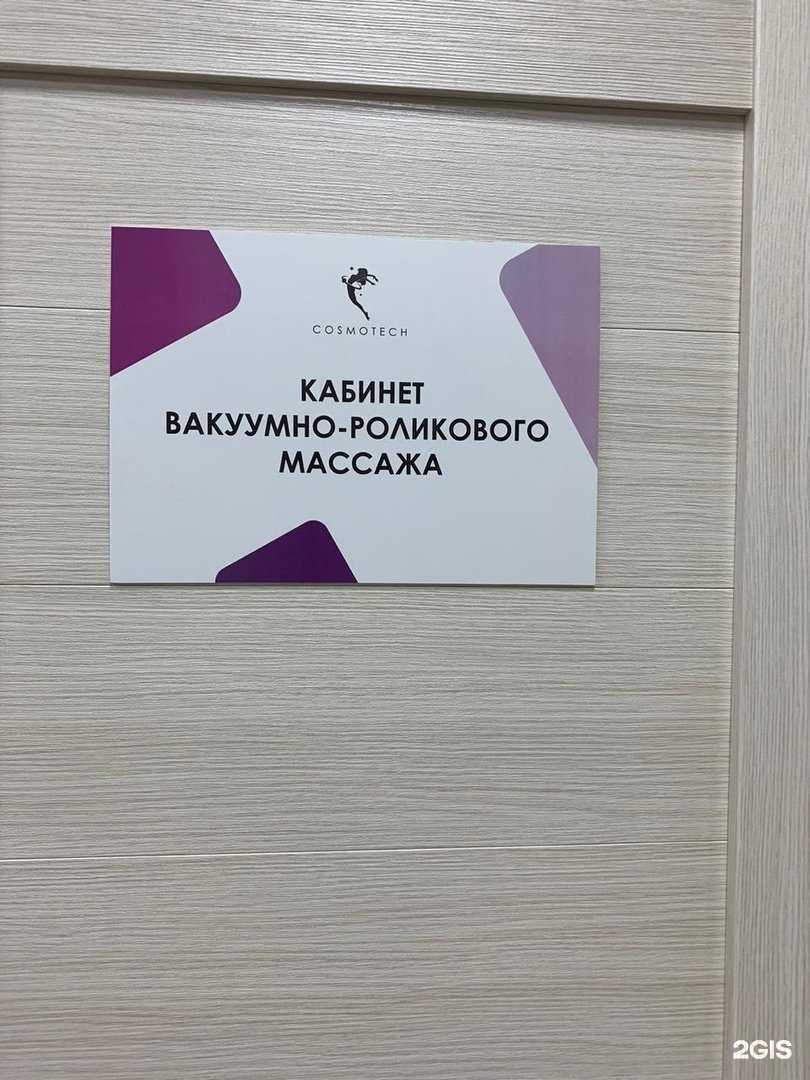 COSMOTECH
КАБИНЕТ
ВАКУУМНО-РОЛИКОВОГО
МАССАЖА
2GIS